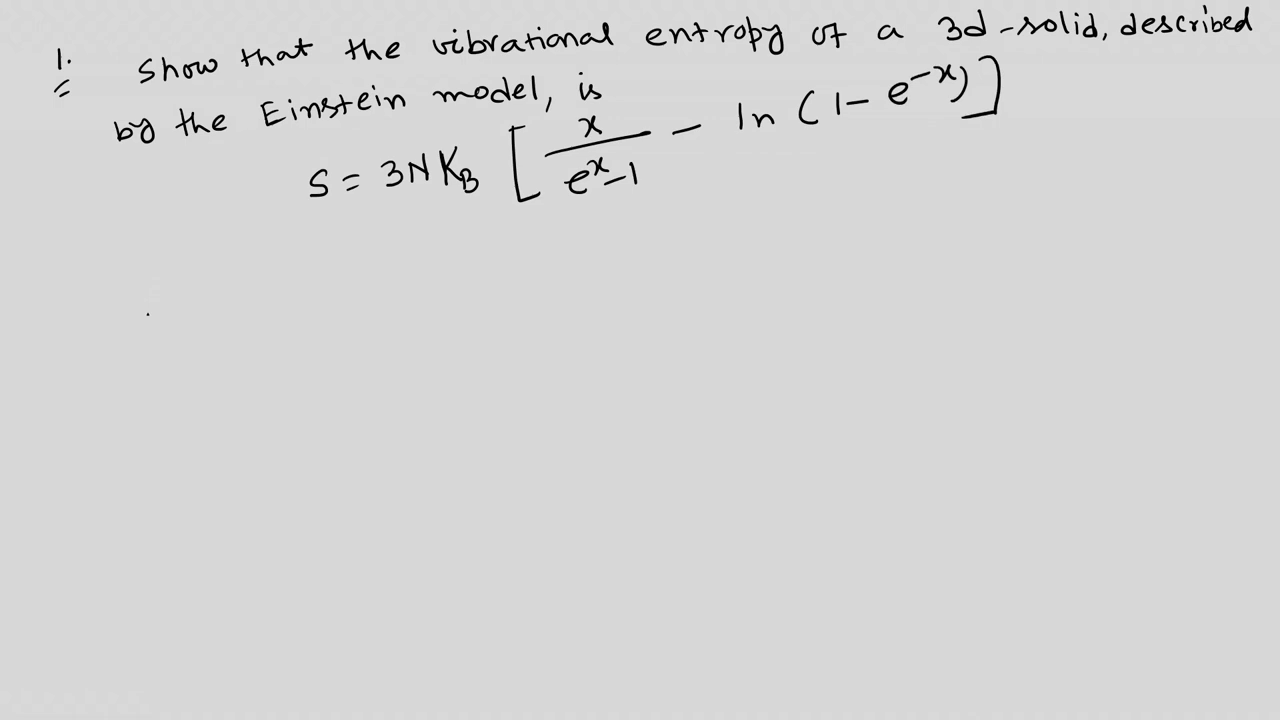 1. Show that the vibrational entropy of a 3d-solid, described
by the Einstein model, is
S = 3NK_B [ x/(e^x-1) - ln (1-e^-x) ]